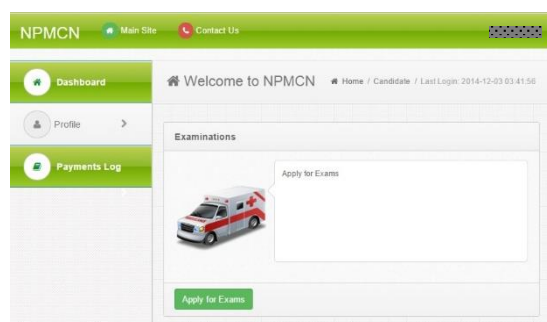 NPMCN Main Site Contact Us
Dashboard
Profile
Payments Log
Welcome to NPMCN Home / Candidate / Last Login: 2014-12-03 03:41:56
Examinations
Apply for Exams
Apply for Exams